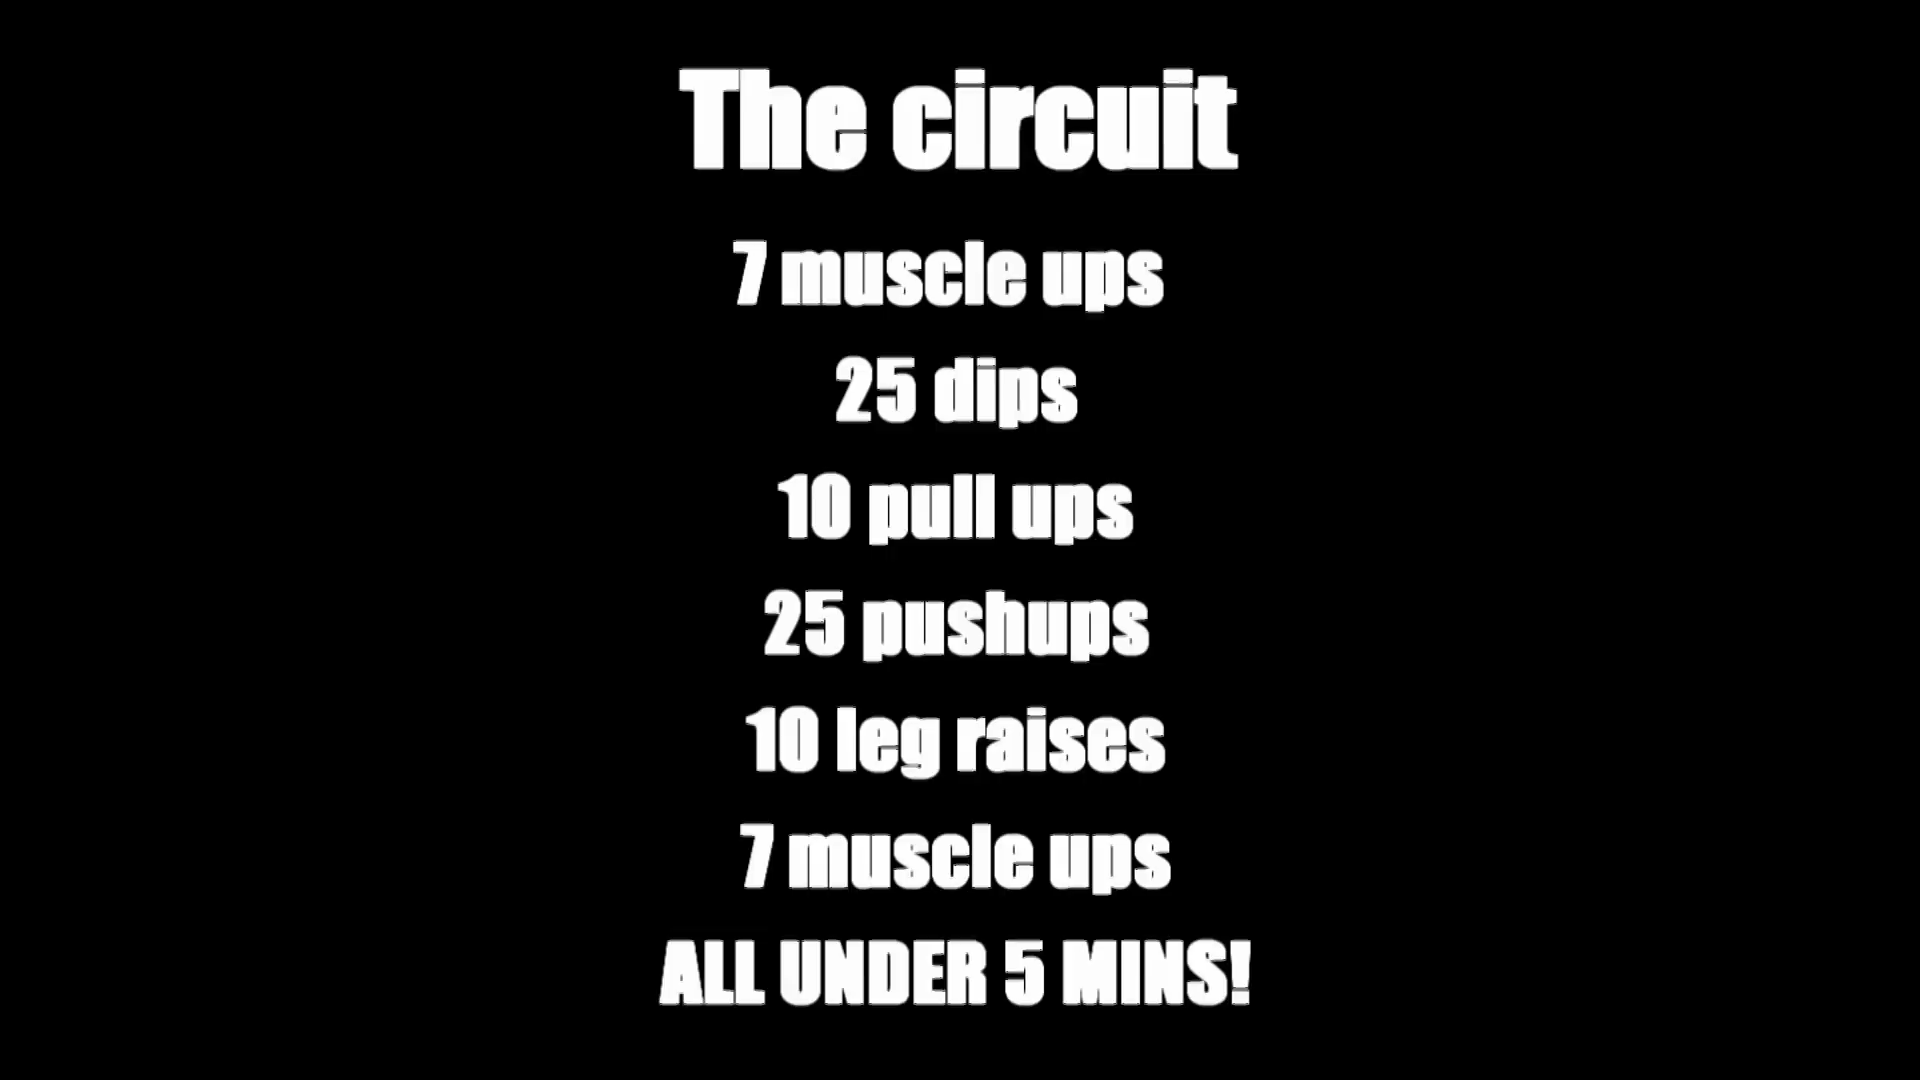 The circuit
7 muscle ups
25 dips
10 pull ups
25 pushups
10 leg raises
7 muscle ups
ALL UNDER 5 MINS!